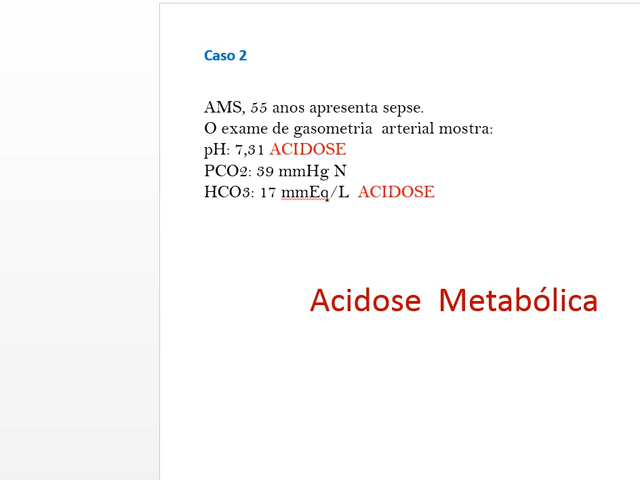 Caso 2
AMS, 55 anos apresenta sepse.
O exame de gasometria arterial mostra:
pH: 7,31 ACIDOSE
PCO2: 39 mmHg N
HCO3: 17 mmEq/L ACIDOSE
Acidose Metabólica